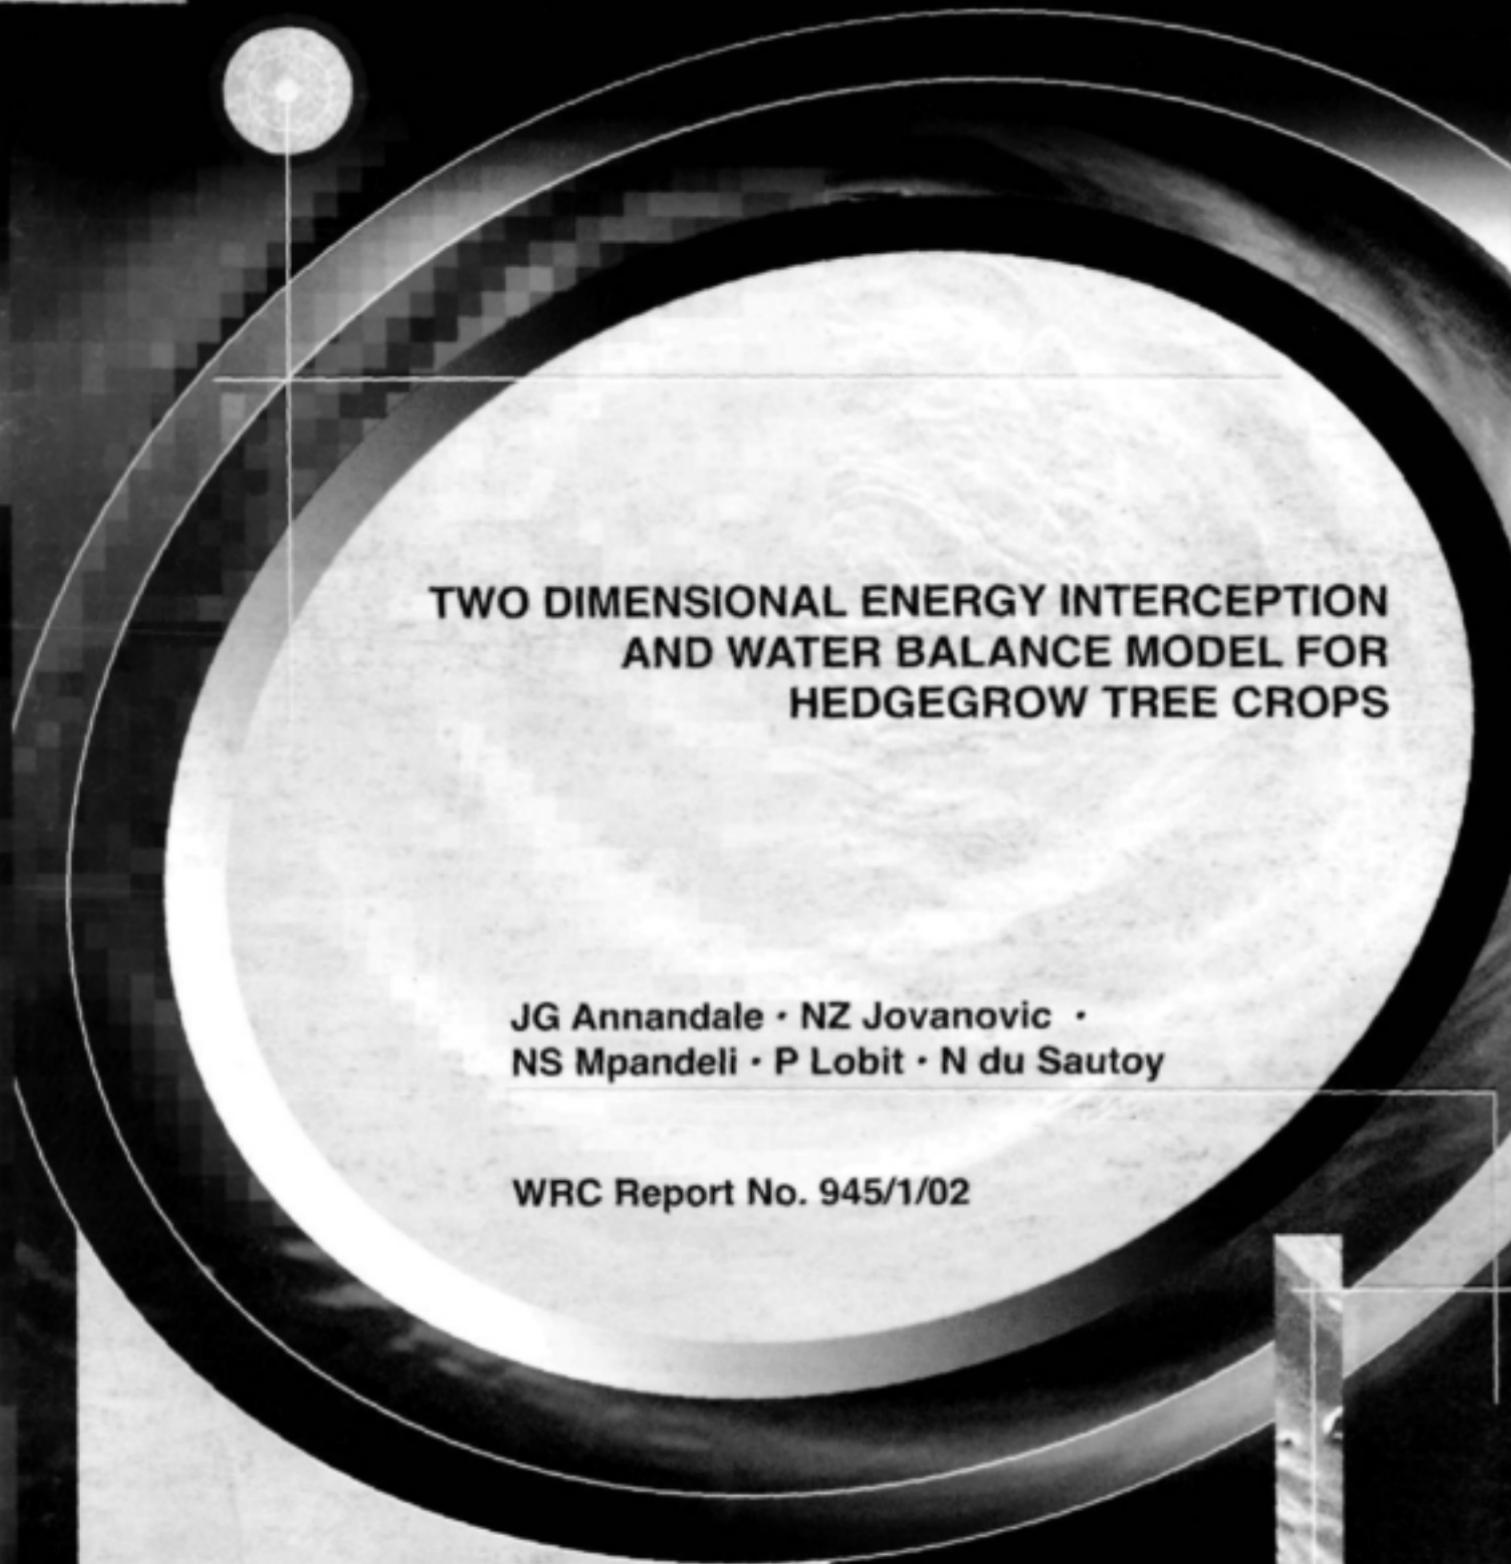 TWO DIMENSIONAL ENERGY INTERCEPTION
AND WATER BALANCE MODEL FOR
HEDGEGROW TREE CROPS
JG Annandale · NZ Jovanovic ·
NS Mpandeli · P Lobit · N du Sautoy
WRC Report No. 945/1/02